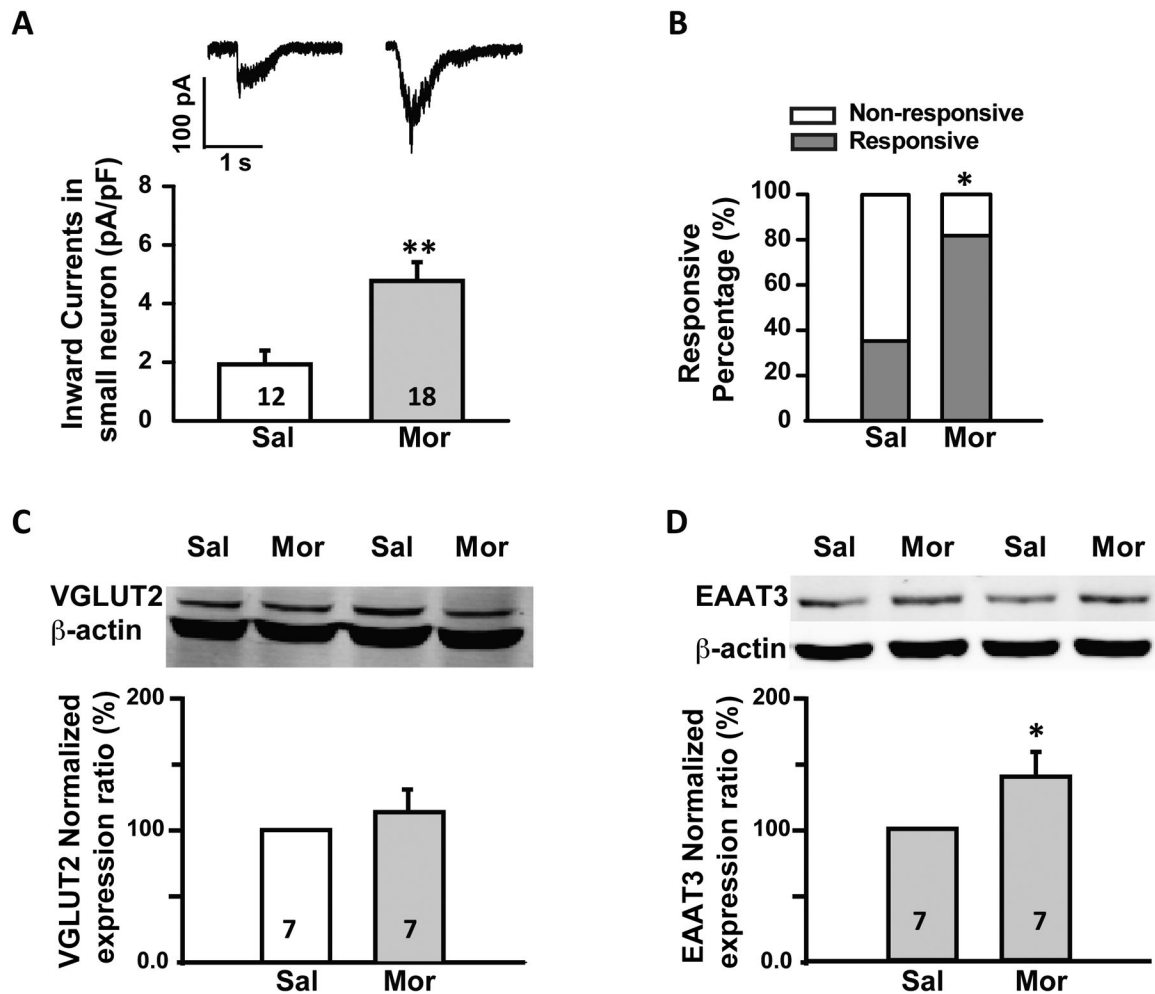 A
100 pA
1 s
Inward Currents in
small neuron (pA/pF)
8
6
4
2
0
**
12
18
Sal
Mor
B
Non-responsive
Responsive
Responsive
Percentage (%)
100
80
60
40
20
0
*
Sal
Mor
C
Sal Mor Sal Mor
VGLUT2
β-actin
VGLUT2 Normalized
expression ratio (%)
200
100
0.0
7
7
Sal
Mor
D
Sal Mor Sal Mor
EAAT3
β-actin
EAAT3 Normalized
expression ratio (%)
200
100
0.0
*
7
7
Sal
Mor